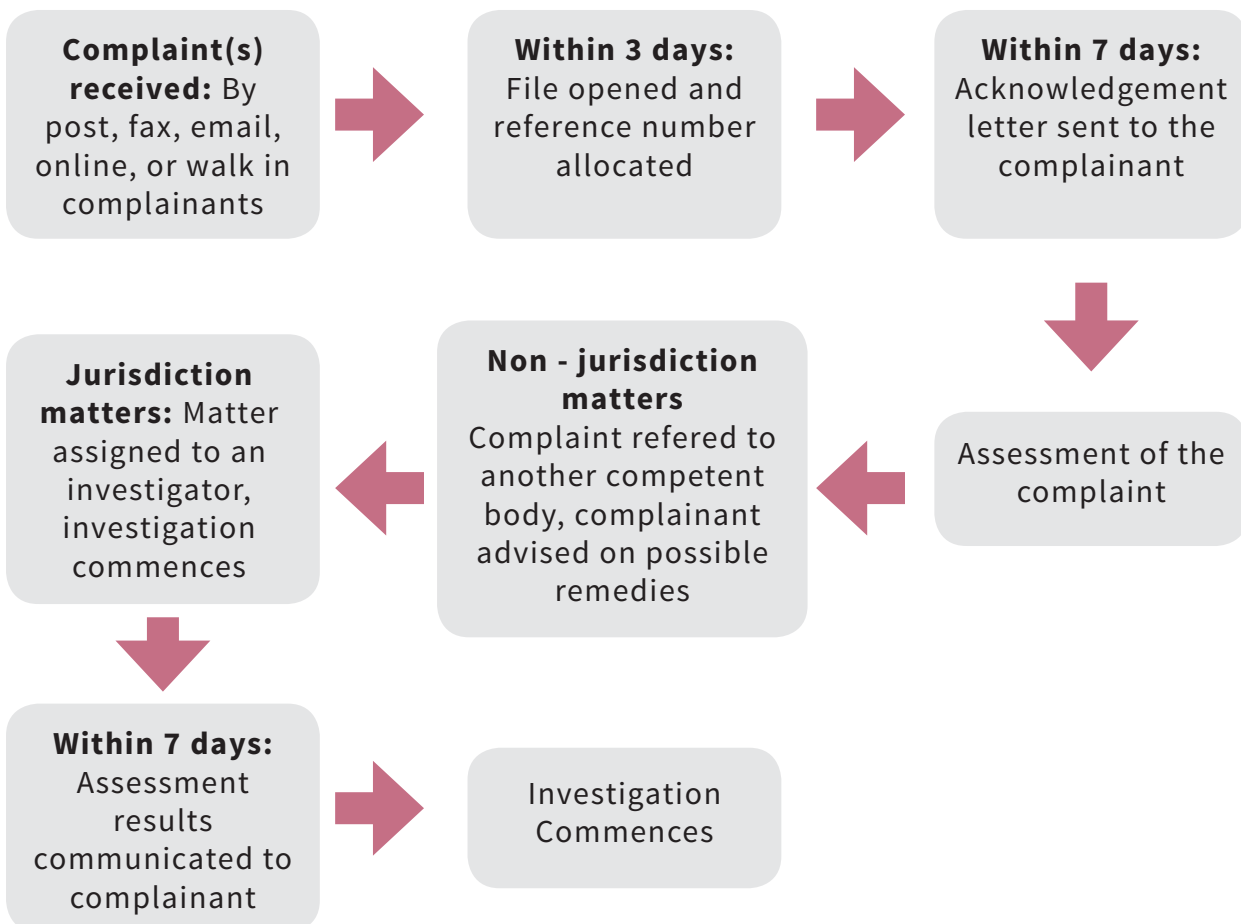 Complaint(s)
received: By
post, fax, email,
online, or walk in
complainants
Within 3 days:
File opened and
reference number
allocated
Within 7 days:
Acknowledgement
letter sent to the
complainant
Assessment of the
complaint
Non - jurisdiction
matters
Complaint refered to
another competent
body, complainant
advised on possible
remedies
Jurisdiction
matters: Matter
assigned to an
investigator,
investigation
commences
Within 7 days:
Assessment
results
communicated to
complainant
Investigation
Commences